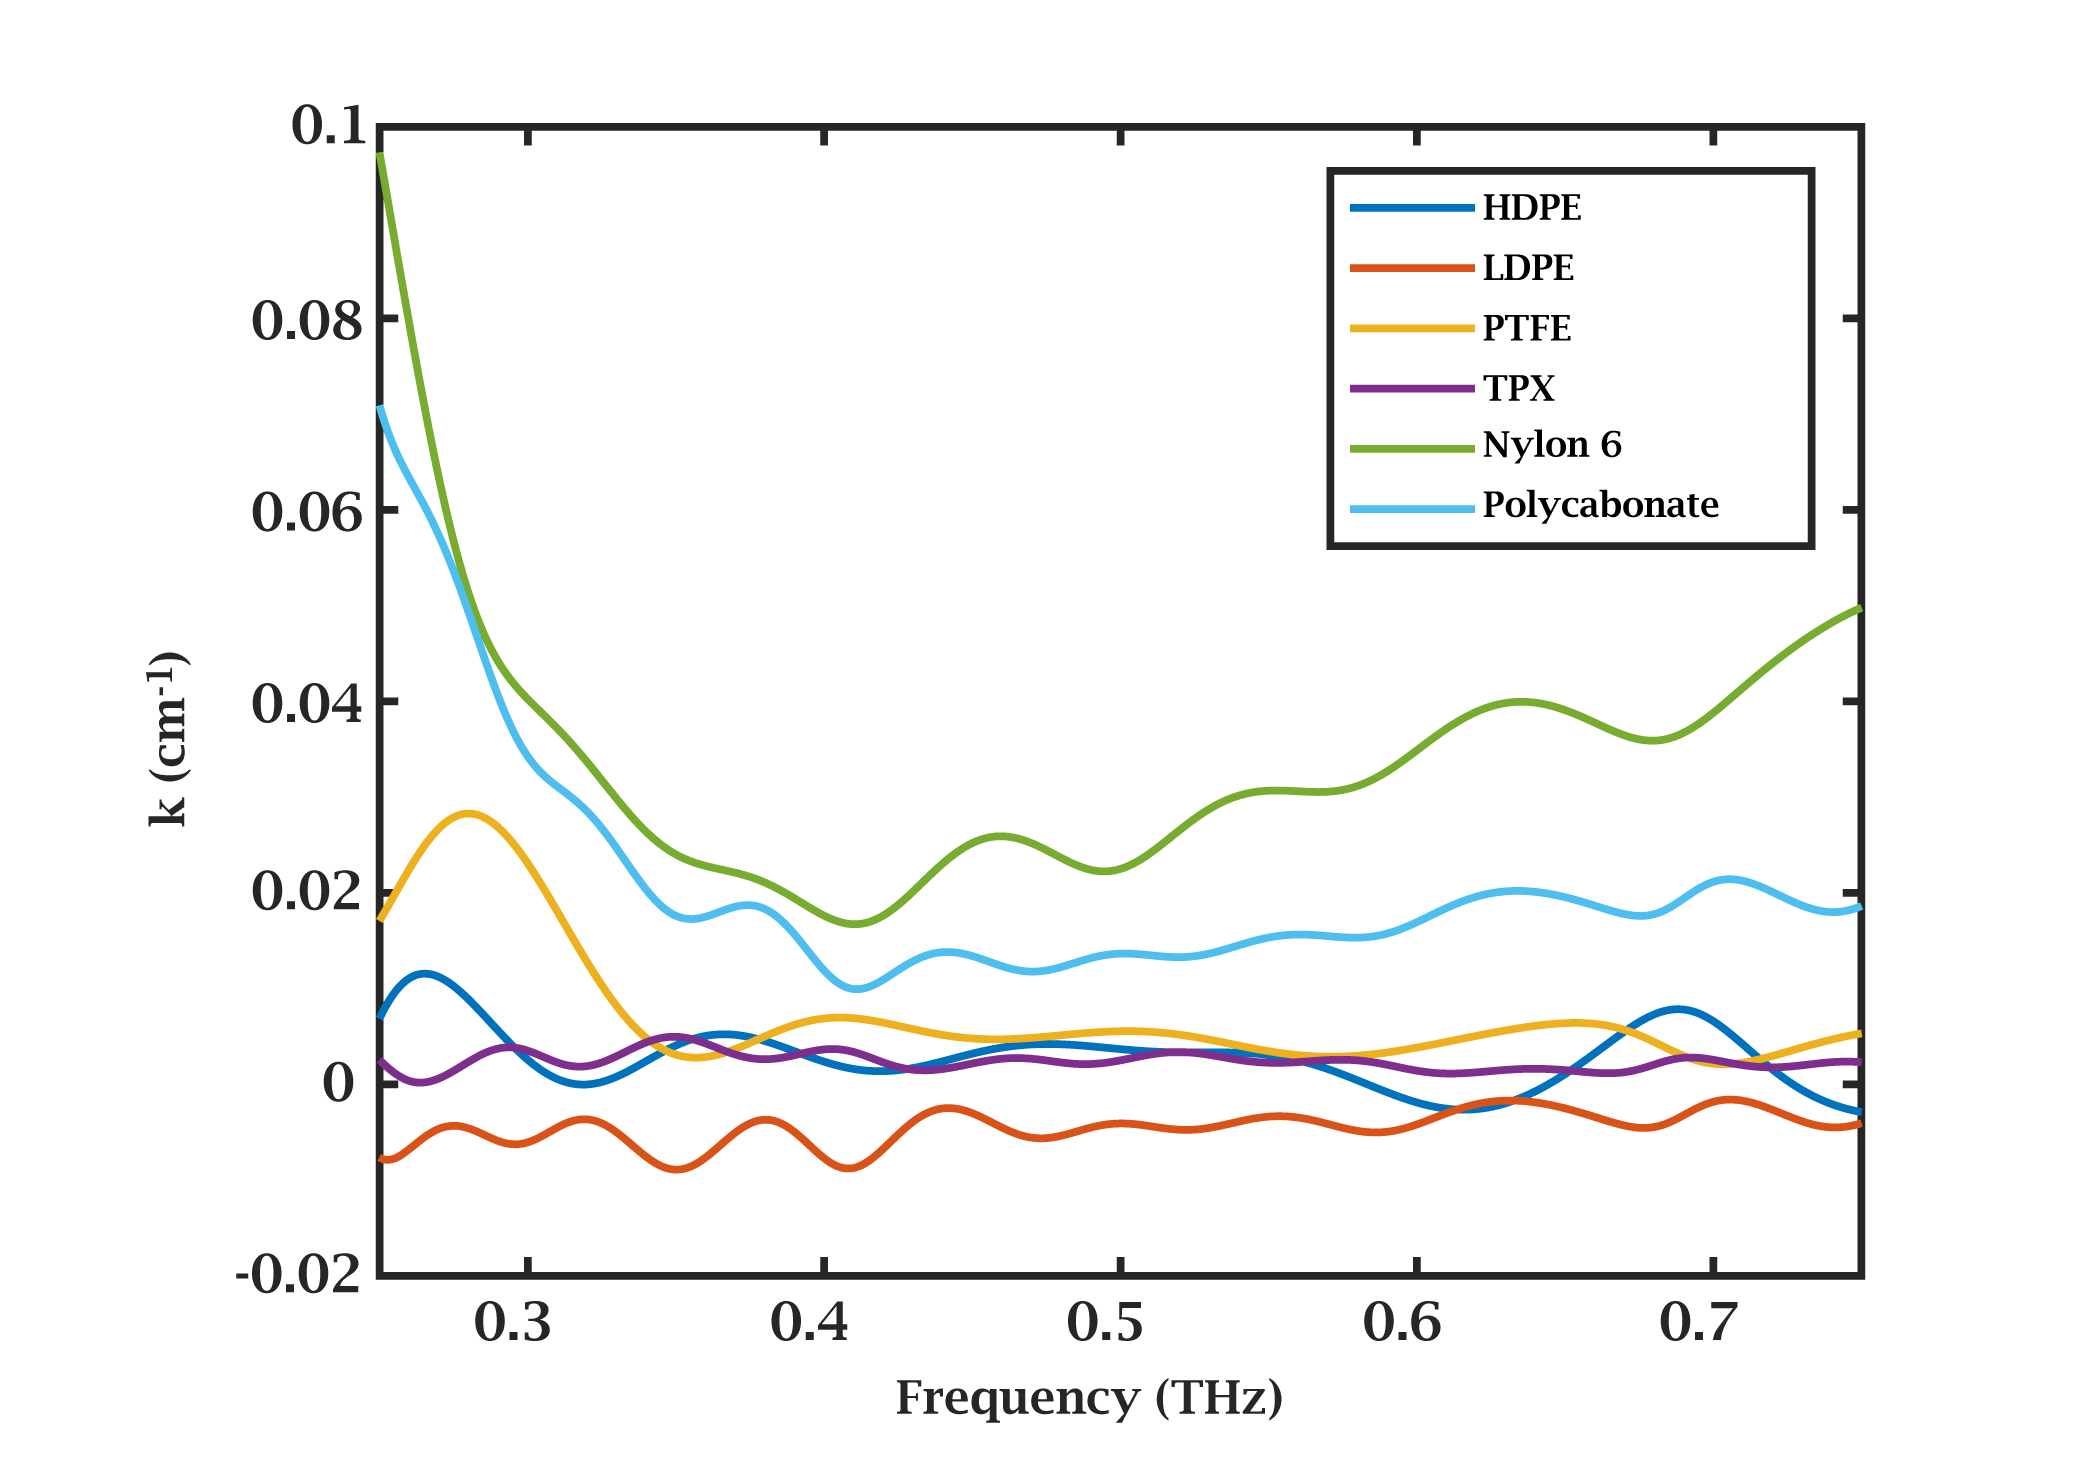 0.1
0.08
0.06
0.04
0.02
0
-0.02
k (cm-1)
HDPE
LDPE
PTFE
TPX
Nylon 6
Polycabonate
0.3 0.4 0.5 0.6 0.7
Frequency (THz)